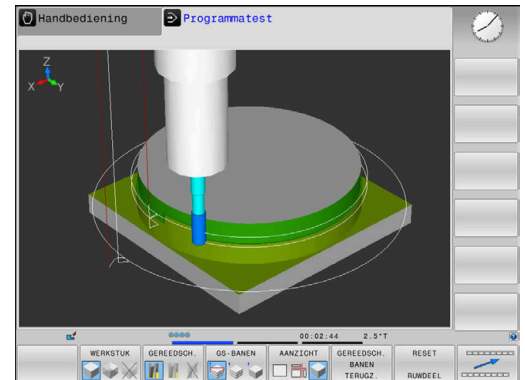 Handbediening
Programmatest
Z
X
Y
00:02:44 2.5*T
WERKSTUK
GEREEDSCH.
GS-BANEN
AANZICHT
GEREEDSCH.
BANEN
TERUGZ.
RESET
RUWDEEL